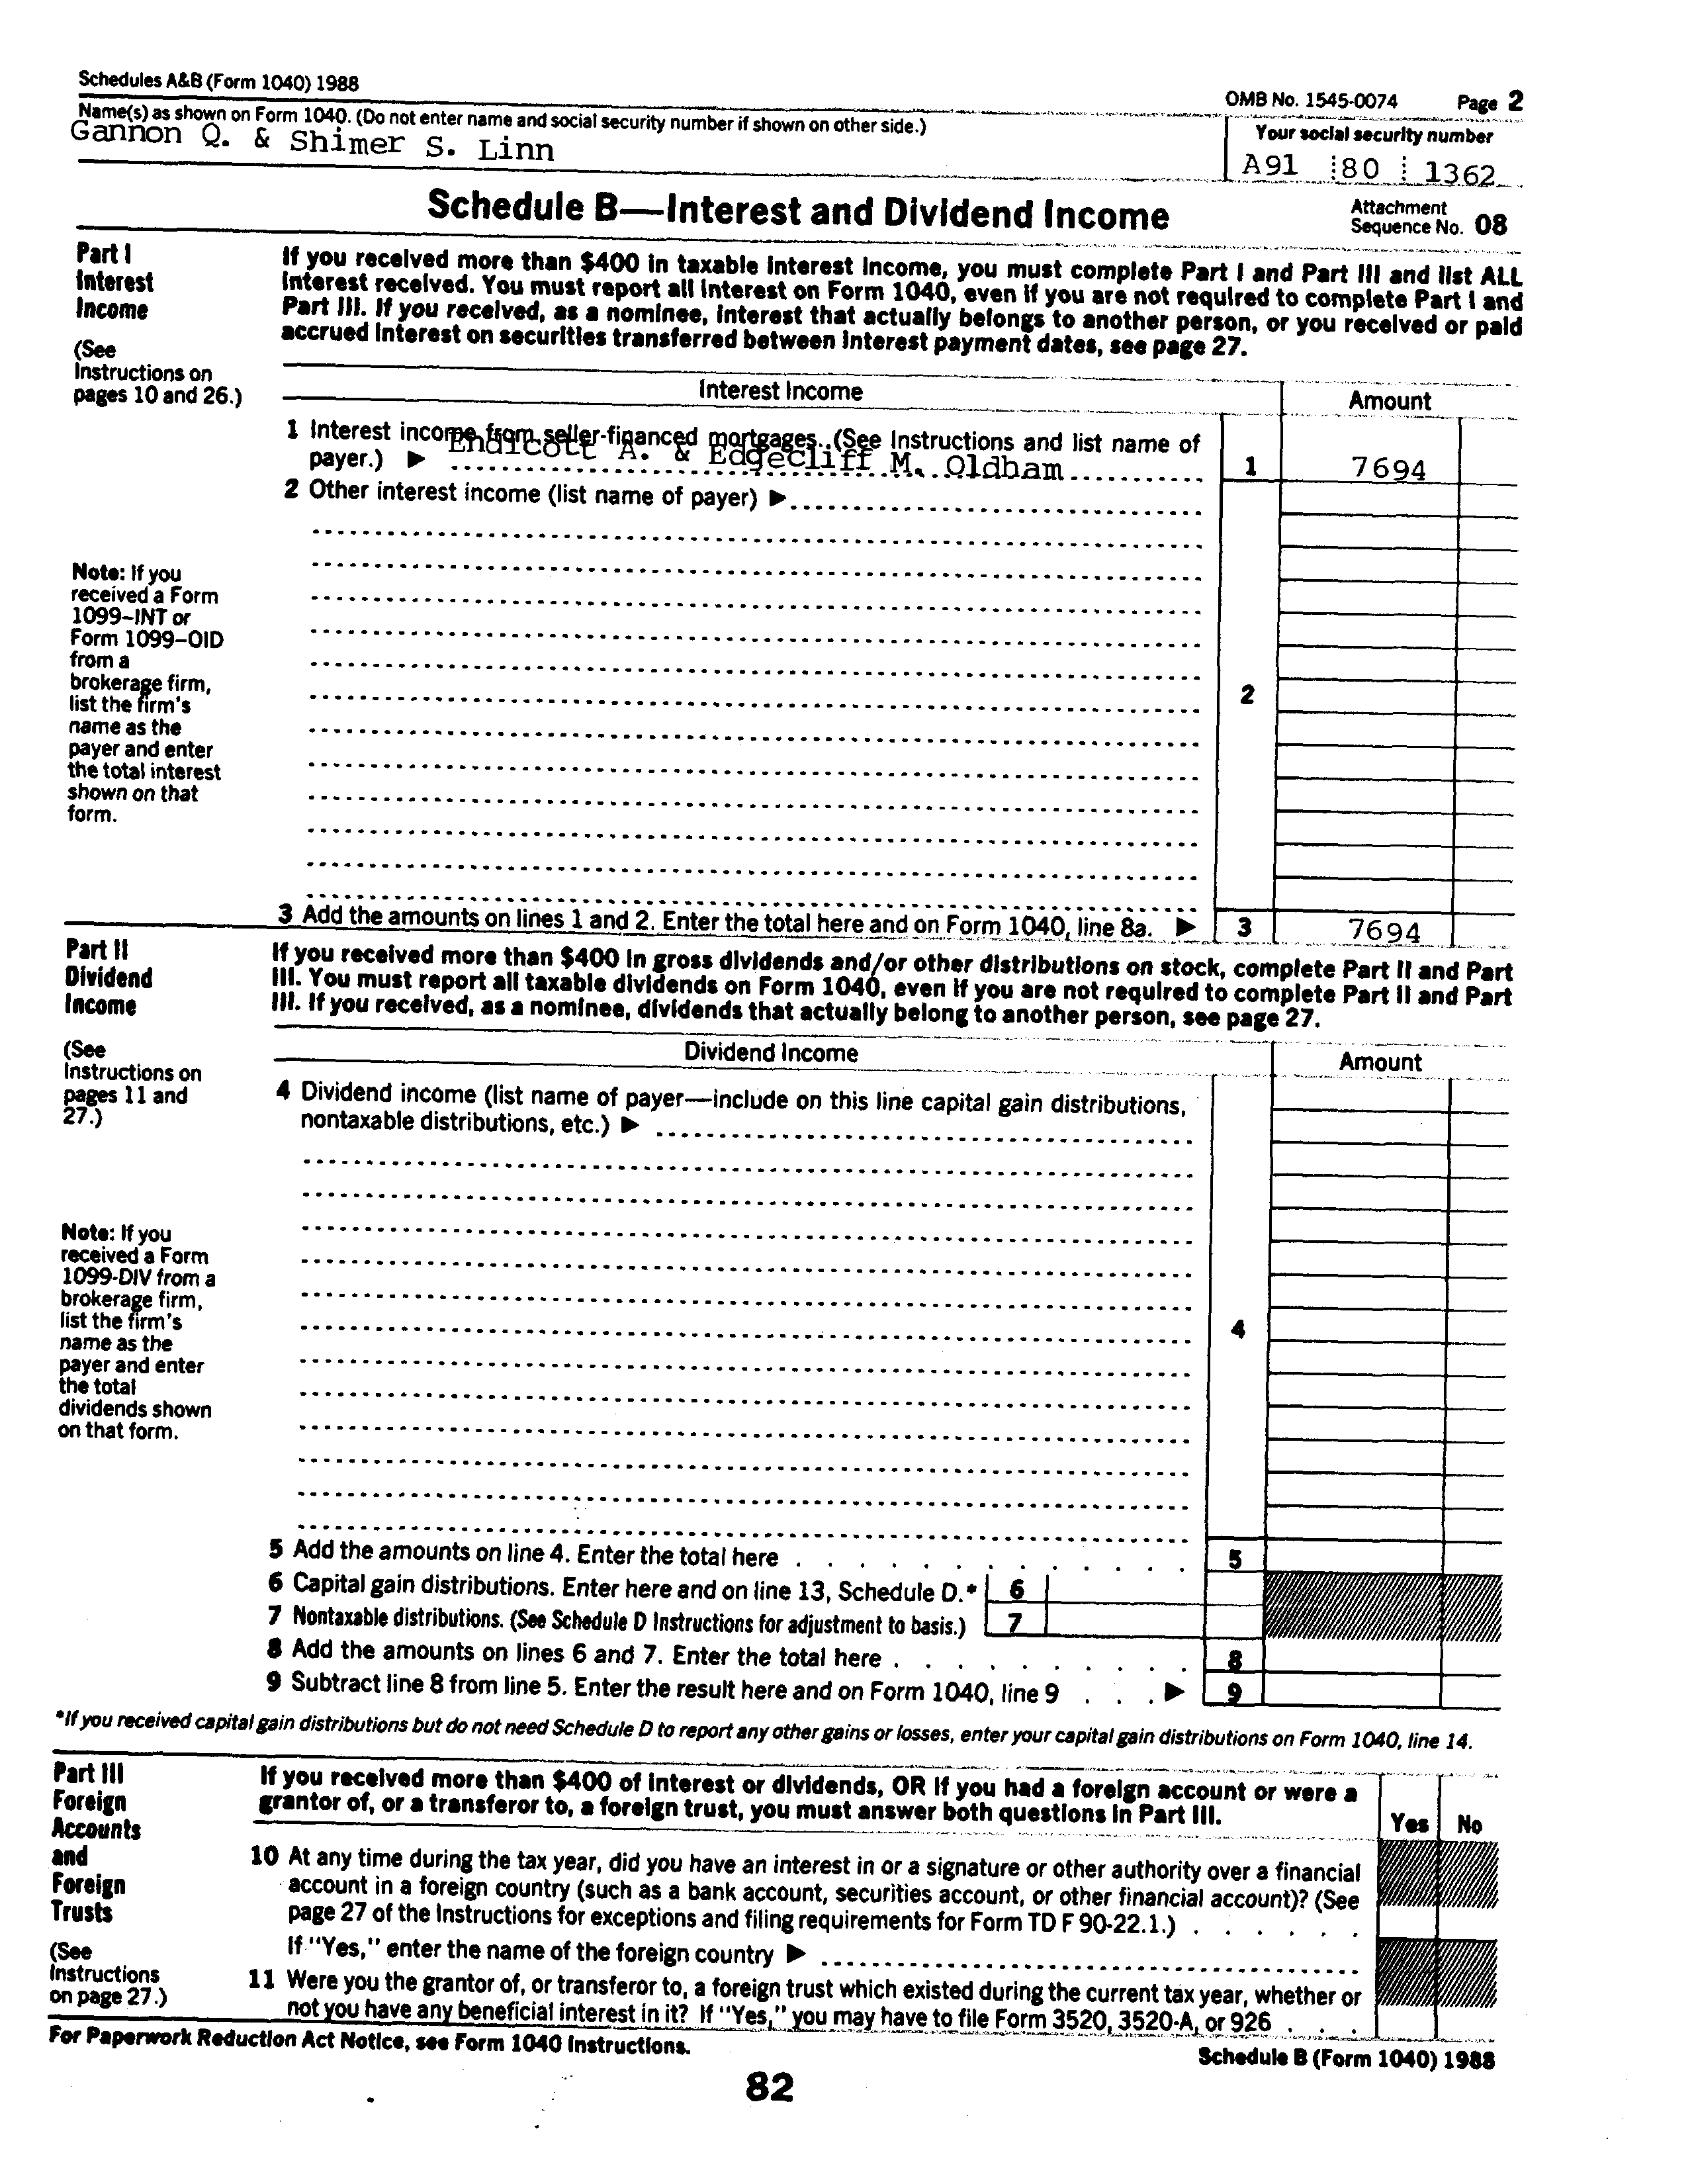 Schedules A&B (Form 1040) 1988
OMB No. 1545-0074 Page 2
Name(s) as shown on Form 1040. (Do not enter name and social security number if shown on other side.)
Your social security number
Gannon Q. & Shimer S. Linn
A91 80 1362
Schedule B—Interest and Dividend Income
Attachment
Sequence No. 08
Part I
Interest
Income
(See
Instructions on
pages 10 and 26.)
If you received more than $400 in taxable interest income, you must complete Part I and Part III and list ALL
interest received. You must report all interest on Form 1040, even if you are not required to complete Part I and
Part III. If you received, as a nominee, interest that actually belongs to another person, or you received or paid
accrued interest on securities transferred between interest payment dates, see page 27.
Interest Income
Amount
1 Interest income from seller-financed mortgages. (See Instructions and list name of
payer.) ▶ Endicott A. & Edgecliff M. Oldham
1 7694
2 Other interest income (list name of payer) ▶
Note: If you
received a Form
1099–INT or
Form 1099–OID
from a
brokerage firm,
list the firm's
name as the
payer and enter
the total interest
shown on that
form.
2
3 Add the amounts on lines 1 and 2. Enter the total here and on Form 1040, line 8a. ▶ 3 7694
Part II
Dividend
Income
(See
Instructions on
pages 11 and
27.)
If you received more than $400 in gross dividends and/or other distributions on stock, complete Part II and Part
III. You must report all taxable dividends on Form 1040, even if you are not required to complete Part II and Part
III. If you received, as a nominee, dividends that actually belong to another person, see page 27.
Dividend Income
Amount
4 Dividend income (list name of payer—include on this line capital gain distributions,
nontaxable distributions, etc.) ▶
Note: If you
received a Form
1099-DIV from a
brokerage firm,
list the firm's
name as the
payer and enter
the total
dividends shown
on that form.
4
5 Add the amounts on line 4. Enter the total here . . . . . . . . . . . 5
6 Capital gain distributions. Enter here and on line 13, Schedule D.* 6
7 Nontaxable distributions. (See Schedule D Instructions for adjustment to basis.) 7
8 Add the amounts on lines 6 and 7. Enter the total here . . . . . . . . . . 8
9 Subtract line 8 from line 5. Enter the result here and on Form 1040, line 9 . . . ▶ 9
*If you received capital gain distributions but do not need Schedule D to report any other gains or losses, enter your capital gain distributions on Form 1040, line 14.
Part III
Foreign
Accounts
and
Foreign
Trusts
(See
Instructions
on page 27.)
If you received more than $400 of interest or dividends, OR if you had a foreign account or were a
grantor of, or a transferor to, a foreign trust, you must answer both questions in Part III.
Yes No
10 At any time during the tax year, did you have an interest in or a signature or other authority over a financial
account in a foreign country (such as a bank account, securities account, or other financial account)? (See
page 27 of the Instructions for exceptions and filing requirements for Form TD F 90-22.1.) . . . . . .
If "Yes," enter the name of the foreign country ▶
11 Were you the grantor of, or transferor to, a foreign trust which existed during the current tax year, whether or
not you have any beneficial interest in it? If "Yes," you may have to file Form 3520, 3520-A, or 926 . . .
For Paperwork Reduction Act Notice, see Form 1040 Instructions.
Schedule B (Form 1040) 1988
82